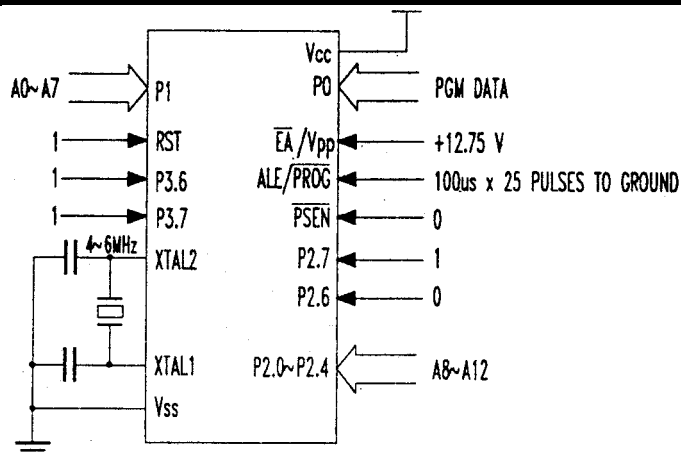 Vcc
A0~A7
P1
P0
PGM DATA
1
RST
EA/Vpp
+12.75 V
1
P3.6
ALE/PROG
100us x 25 PULSES TO GROUND
1
P3.7
PSEN
0
4~6MHz
XTAL2
P2.7
1
P2.6
0
XTAL1
P2.0~P2.4
A8~A12
Vss